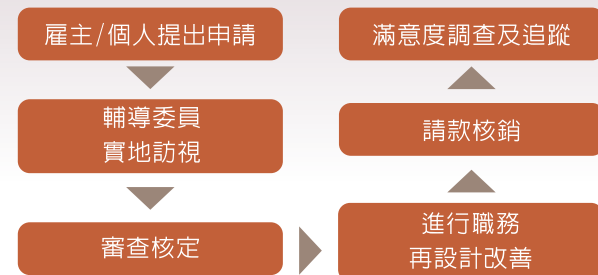 雇主/個人提出申請
輔導委員
實地訪視
審查核定
進行職務
再設計改善
請款核銷
滿意度調查及追蹤